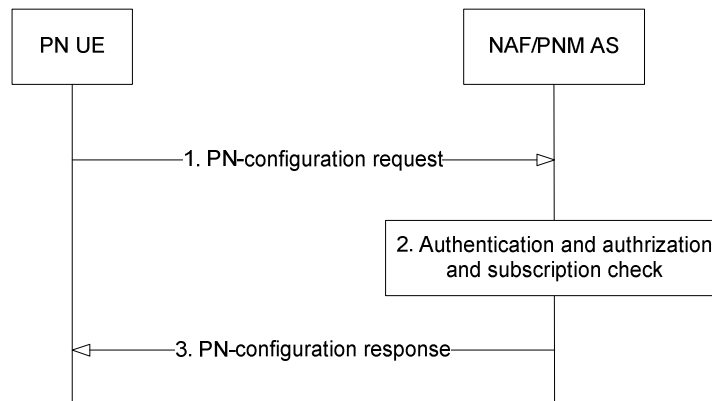 PN UE
NAF/PNM AS
1. PN-configuration request
2. Authentication and authrization
and subscription check
3. PN-configuration response